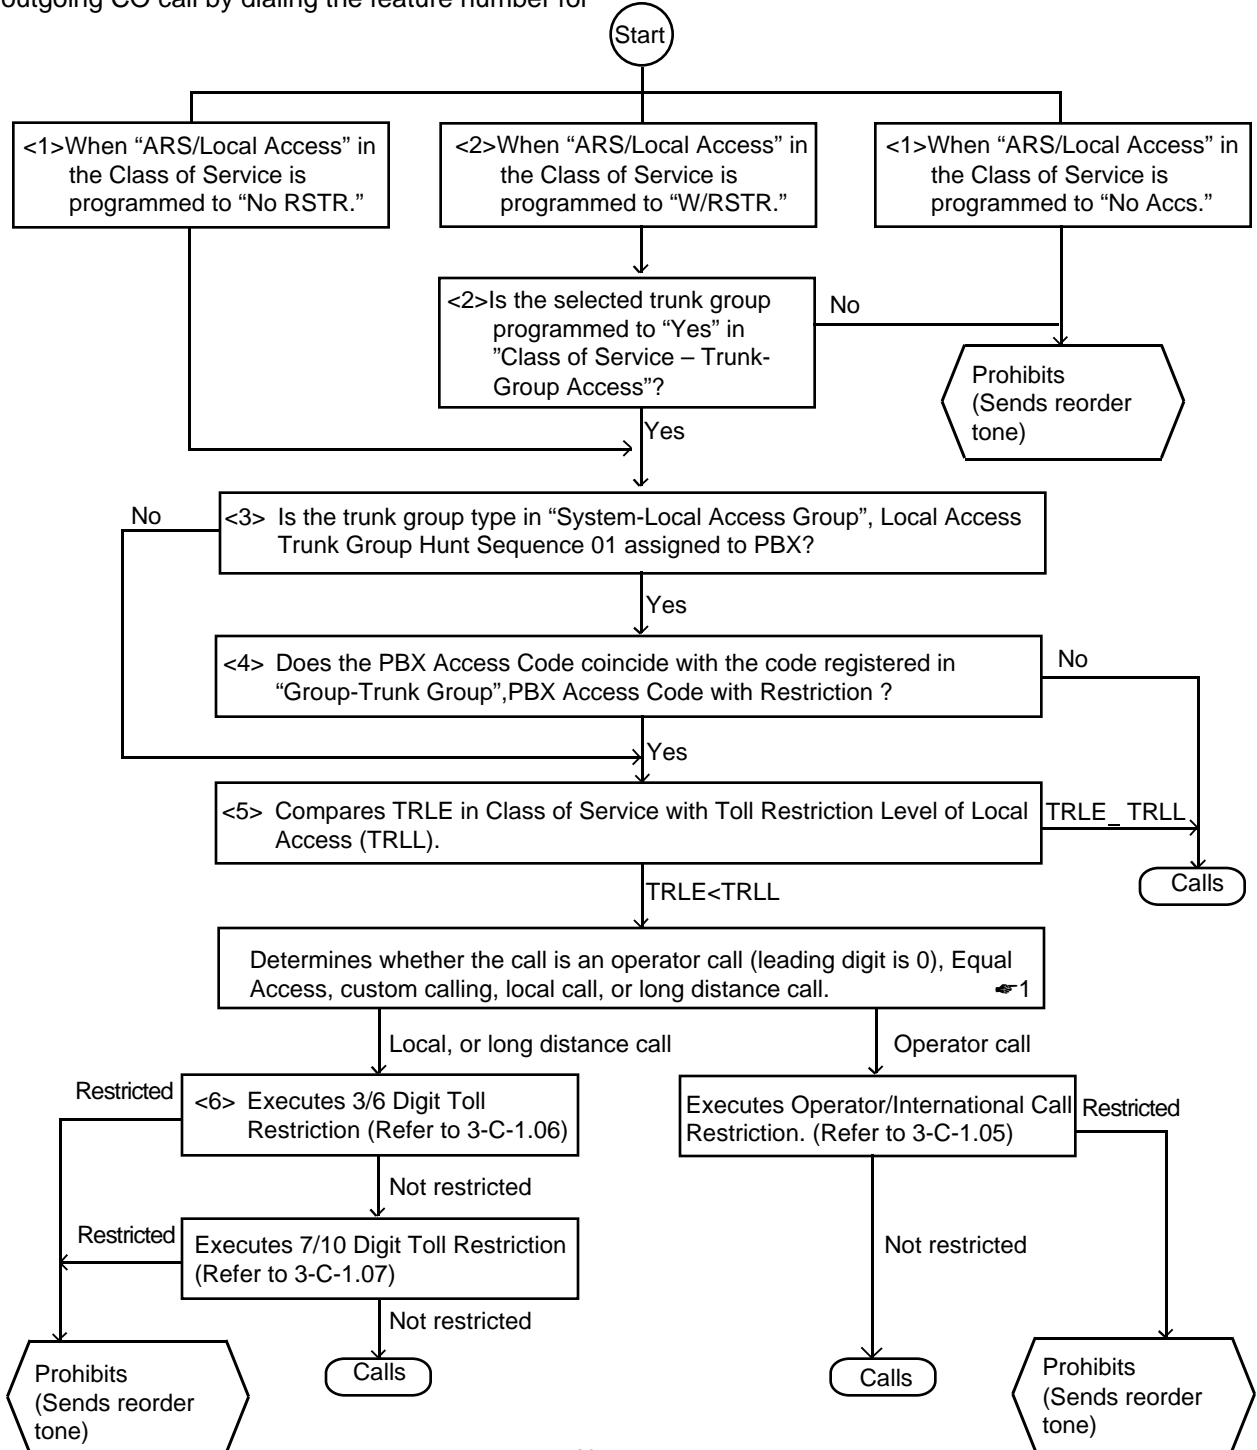 outgoing CO call by dialing the feature number for
Start
<1>When “ARS/Local Access” in
the Class of Service is
programmed to “No RSTR.”
<2>When “ARS/Local Access” in
the Class of Service is
programmed to “W/RSTR.”
<1>When “ARS/Local Access” in
the Class of Service is
programmed to “No Accs.”
<2>Is the selected trunk group
programmed to “Yes” in
”Class of Service – Trunk-
Group Access”?
No
Prohibits
(Sends reorder
tone)
Yes
No
<3> Is the trunk group type in “System-Local Access Group”, Local Access
Trunk Group Hunt Sequence 01 assigned to PBX?
Yes
<4> Does the PBX Access Code coincide with the code registered in
“Group-Trunk Group”,PBX Access Code with Restriction ?
No
Yes
<5> Compares TRLE in Class of Service with Toll Restriction Level of Local
Access (TRLL).
TRLE_ TRLL
Calls
TRLE<TRLL
Determines whether the call is an operator call (leading digit is 0), Equal
Access, custom calling, local call, or long distance call. ☛1
Local, or long distance call
Operator call
Restricted
<6> Executes 3/6 Digit Toll
Restriction (Refer to 3-C-1.06)
Executes Operator/International Call
Restriction. (Refer to 3-C-1.05)
Restricted
Not restricted
Restricted
Executes 7/10 Digit Toll Restriction
(Refer to 3-C-1.07)
Not restricted
Not restricted
Prohibits
(Sends reorder
tone)
Calls
Calls
Prohibits
(Sends reorder
tone)